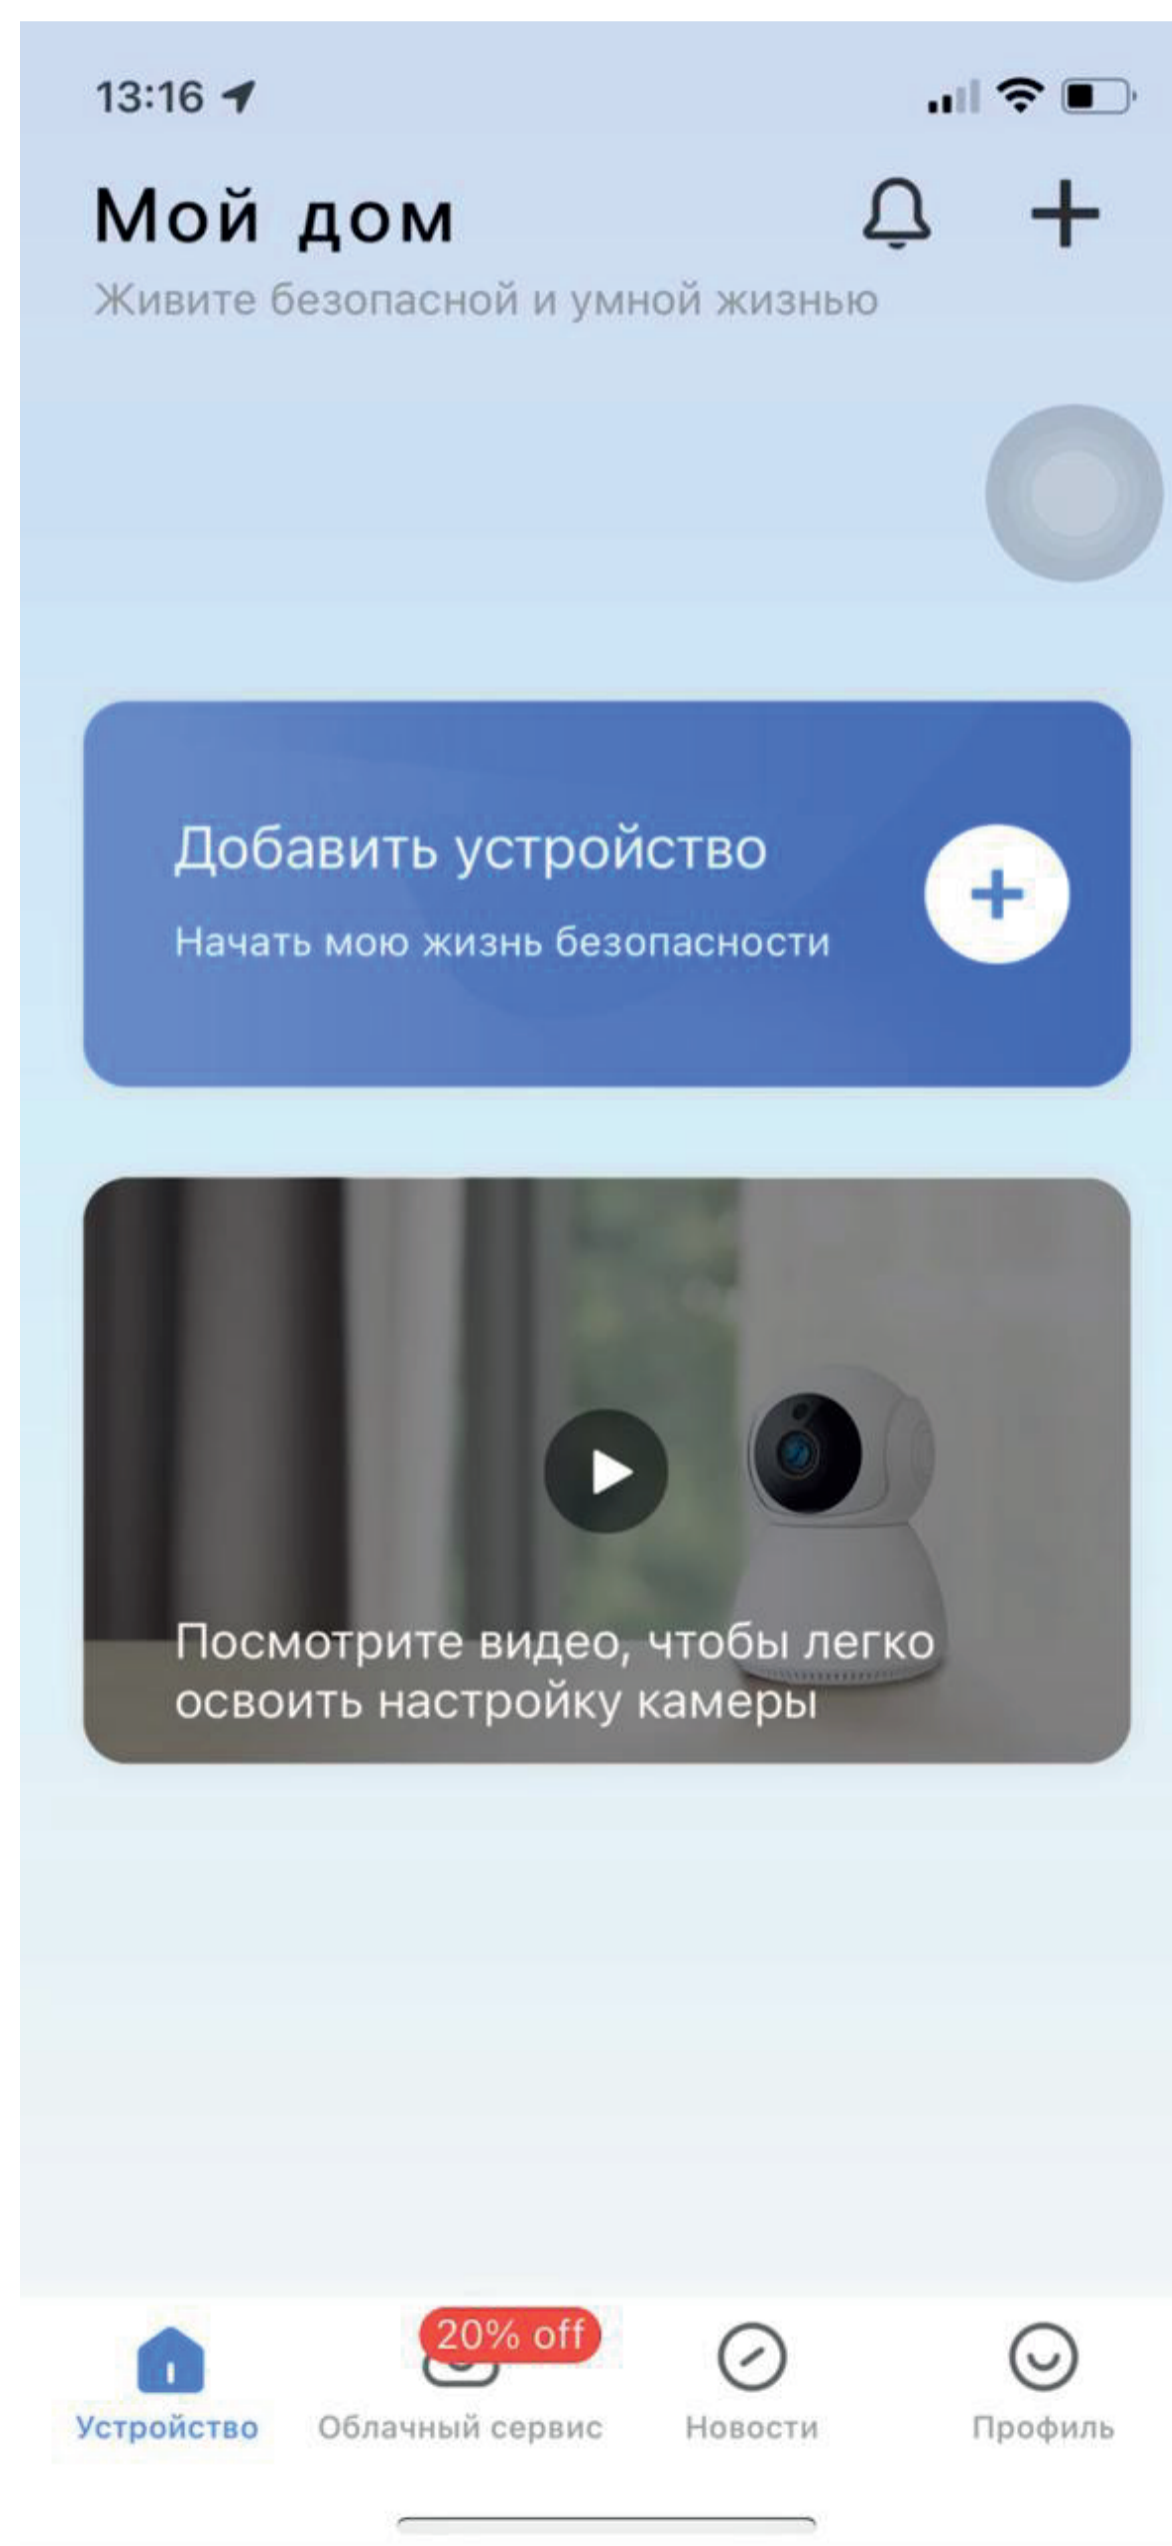 13:16
Мой дом
Живите безопасной и умной жизнью
Добавить устройство
Начать мою жизнь безопасности
Посмотрите видео, чтобы легко
освоить настройку камеры
20% off
Устройство
Облачный сервис
Новости
Профиль